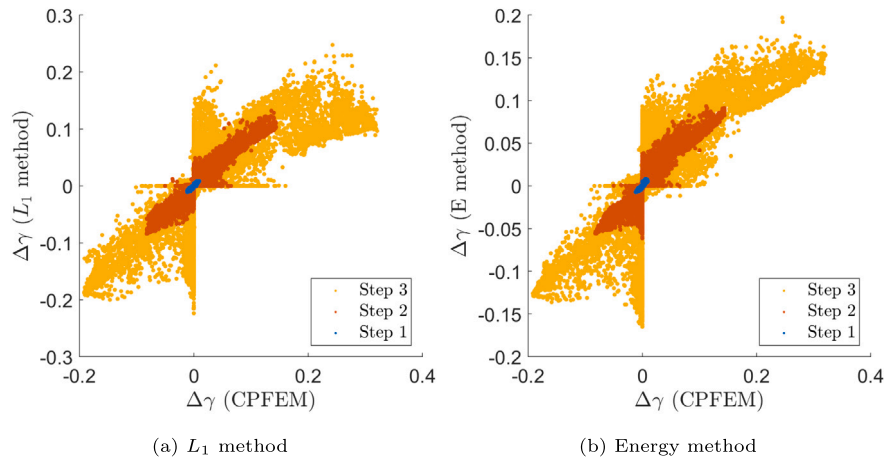 0.3
0.2
0.1
0
-0.1
-0.2
-0.3
-0.2
0
0.2
0.4
Δγ (L₁ method)
Δγ (CPFEM)
Step 3
Step 2
Step 1
(a) L₁ method
0.2
0.15
0.1
0.05
0
-0.05
-0.1
-0.15
-0.2
-0.2
0
0.2
0.4
Δγ (E method)
Δγ (CPFEM)
Step 3
Step 2
Step 1
(b) Energy method